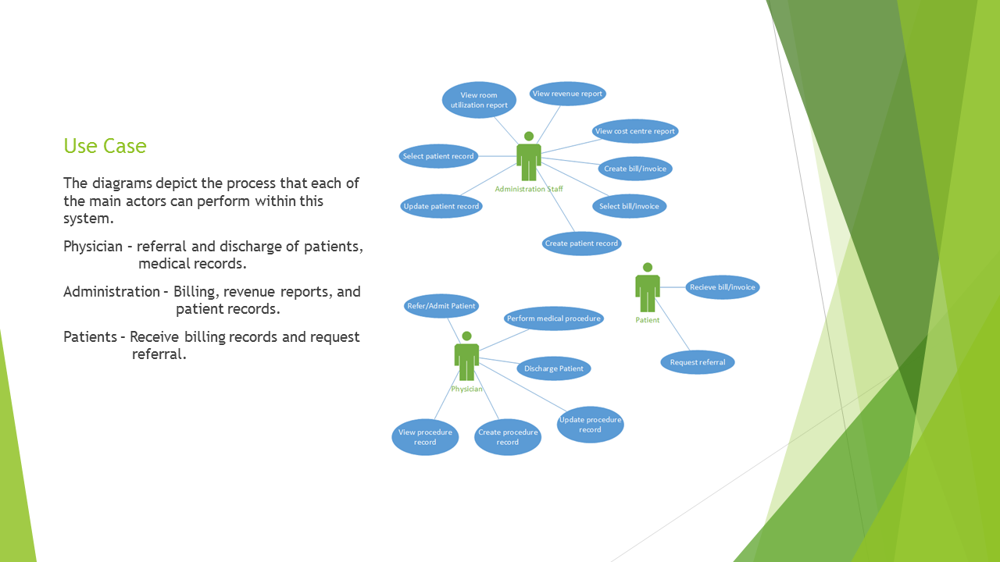 Use Case
The diagrams depict the process that each of
the main actors can perform within this
system.
Physician – referral and discharge of patients,
medical records.
Administration – Billing, revenue reports, and
patient records.
Patients – Receive billing records and request
referral.
View room
utilization report
View revenue report
View cost centre report
Select patient record
Create bill/invoice
Administration Staff
Update patient record
Select bill/invoice
Create patient record
Recieve bill/invoice
Patient
Request referral
Refer/Admit Patient
Perform medical procedure
Discharge Patient
Physician
View procedure
record
Create procedure
record
Update procedure
record